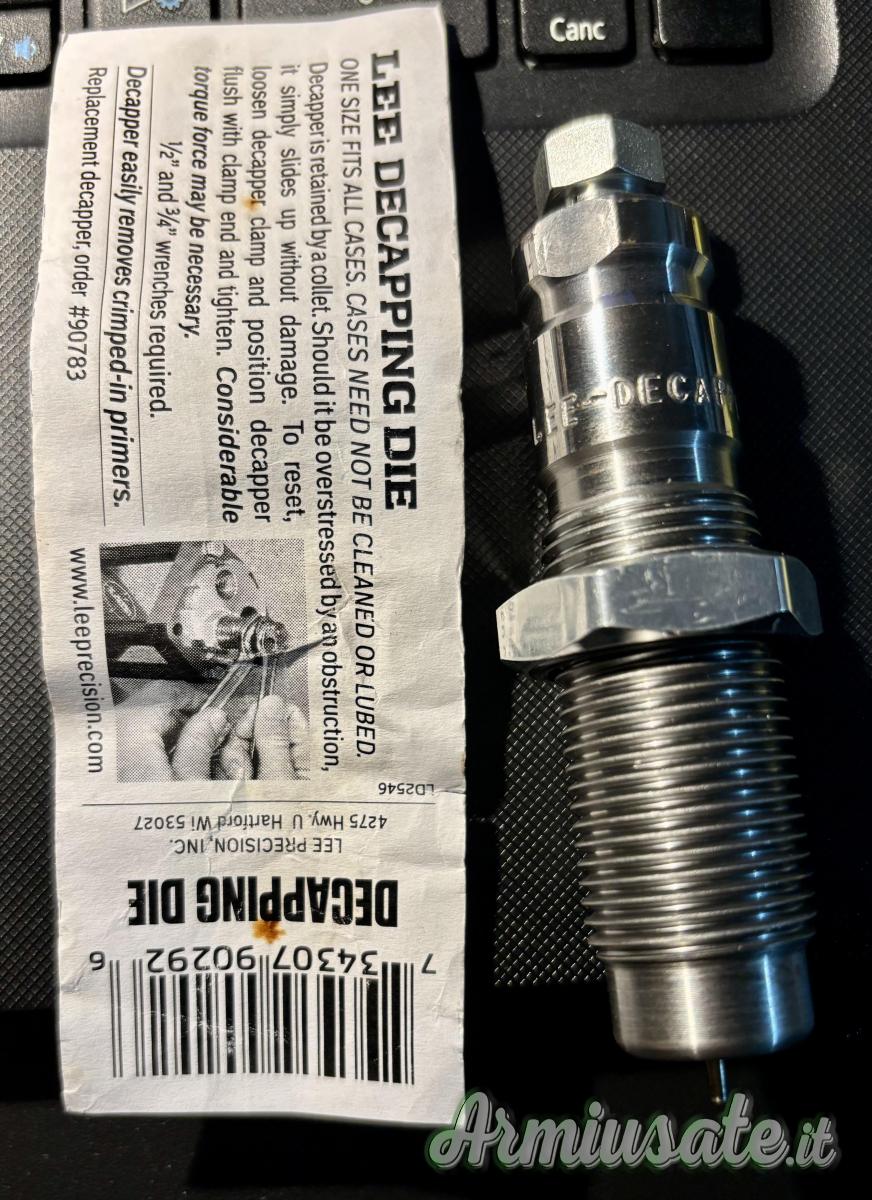 Canc
LEE DECAPPING DIE
ONE SIZE FITS ALL CASES. CASES NEED NOT BE CLEANED OR LUBED.
Decapper is retained by a collet. Should it be overstressed by an obstruction,
it simply slides up without damage. To reset,
loosen decapper clamp and position decapper
flush with clamp end and tighten. Considerable
torque force may be necessary.
½" and ¾" wrenches required.
Decapper easily removes crimped-in primers.
Replacement decapper, order #90783
www.leeprecision.com
LD2546
4275 Hwy. U Hartford Wi 53027
LEE PRECISION, INC.
DECAPPING DIE
7 34307 90292 6
LEE-DECAP
Armiusate.it